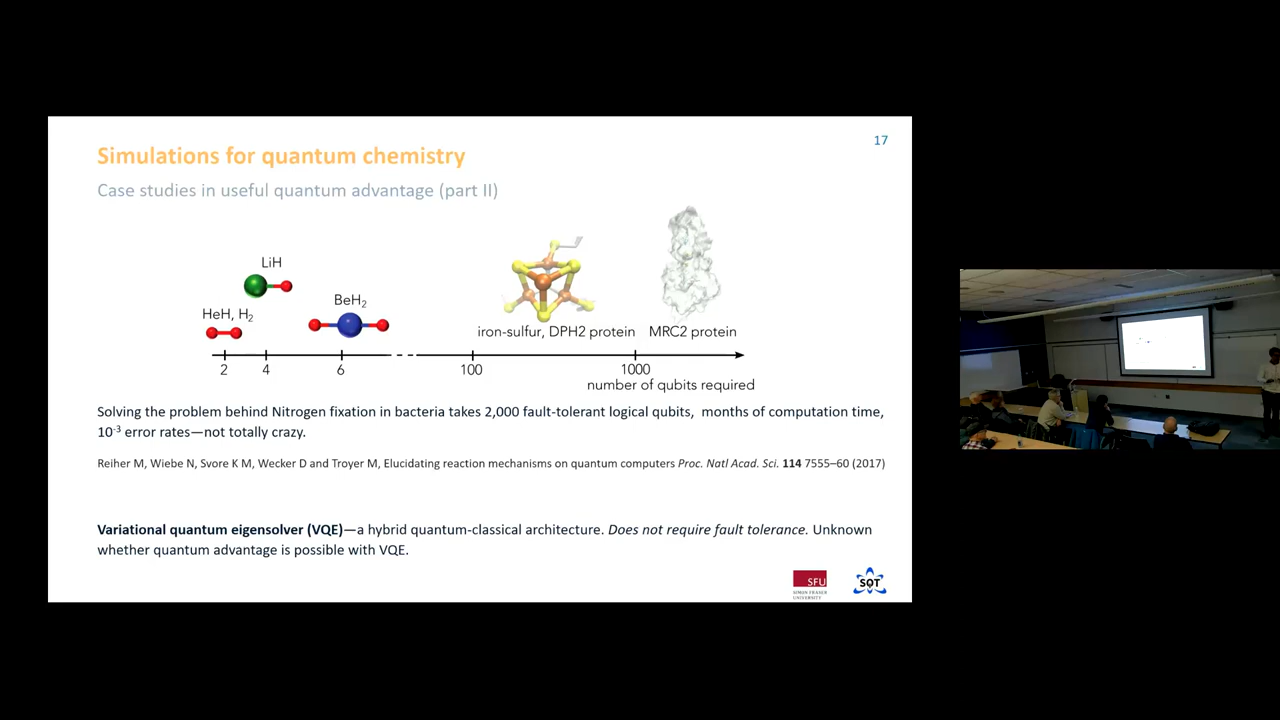 17
Simulations for quantum chemistry
Case studies in useful quantum advantage (part II)
LiH
HeH, H2
BeH2
iron-sulfur, DPH2 protein
MRC2 protein
2
4
6
100
1000
number of qubits required
Solving the problem behind Nitrogen fixation in bacteria takes 2,000 fault-tolerant logical qubits, months of computation time,
10-3 error rates—not totally crazy.
Reiher M, Wiebe N, Svore K M, Wecker D and Troyer M, Elucidating reaction mechanisms on quantum computers Proc. Natl Acad. Sci. 114 7555–60 (2017)
Variational quantum eigensolver (VQE)—a hybrid quantum-classical architecture. Does not require fault tolerance. Unknown
whether quantum advantage is possible with VQE.
SFU
SIMON FRASER
UNIVERSITY
SQT